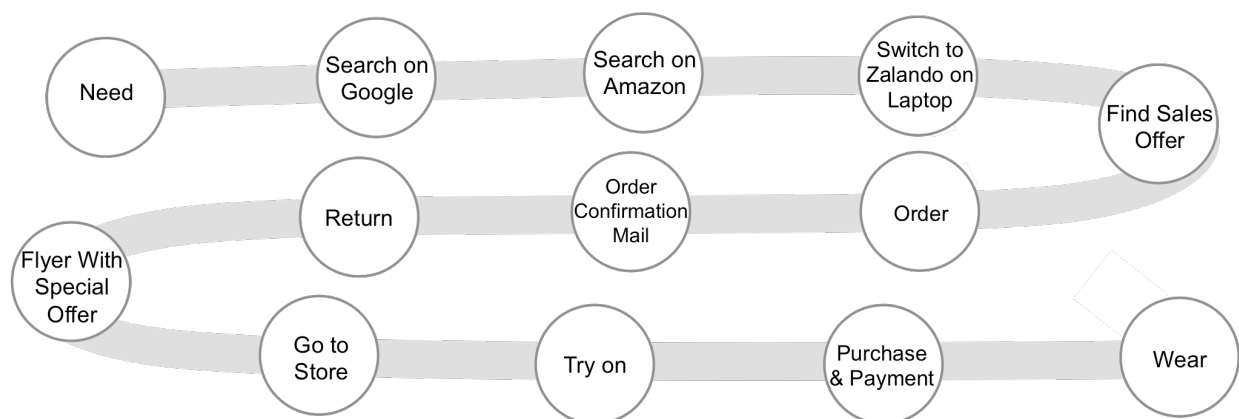 Need
Search on
Google
Search on
Amazon
Switch to
Zalando on
Laptop
Find Sales
Offer
Order
Order
Confirmation
Mail
Return
Flyer With
Special
Offer
Go to
Store
Try on
Purchase
& Payment
Wear